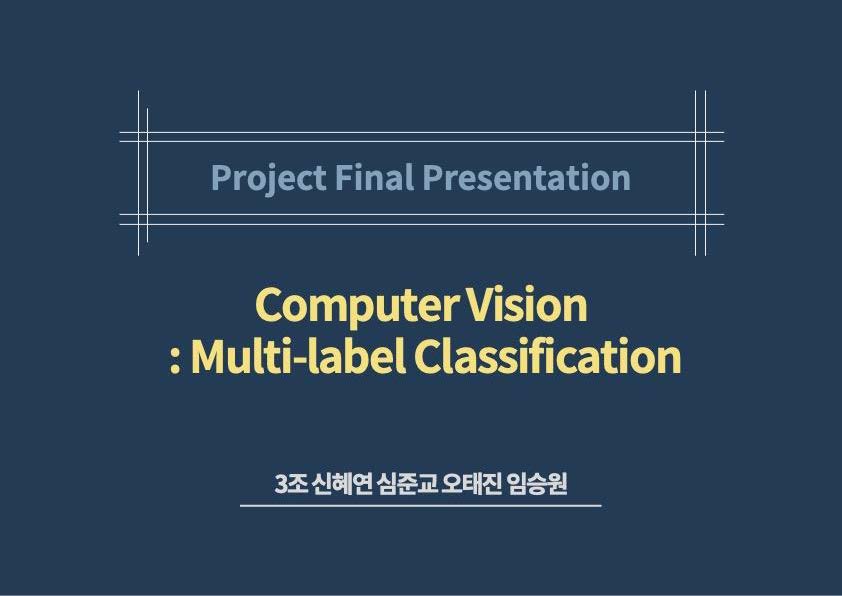 Project Final Presentation
Computer Vision
: Multi-label Classification
3조 신혜연 심준교 오태진 임승원